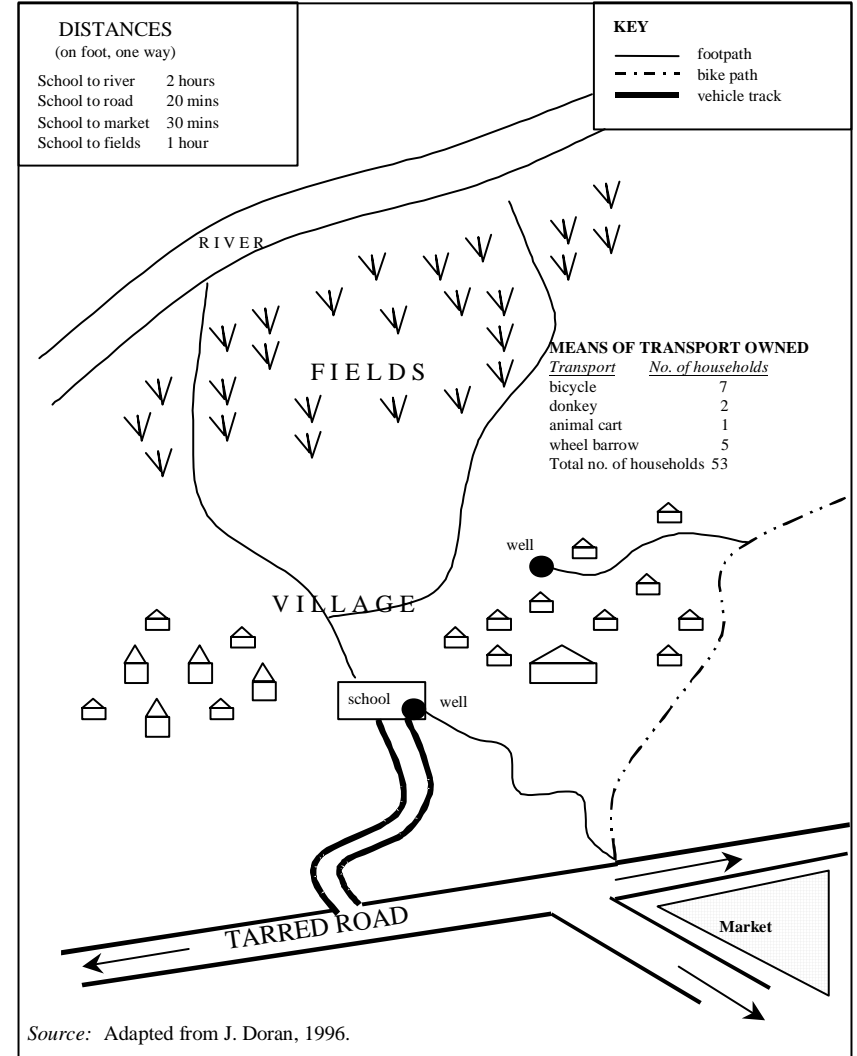 DISTANCES
(on foot, one way)
School to river 2 hours
School to road 20 mins
School to market 30 mins
School to fields 1 hour
KEY
footpath
bike path
vehicle track
RIVER
FIELDS
MEANS OF TRANSPORT OWNED
Transport No. of households
bicycle 7
donkey 2
animal cart 1
wheel barrow 5
Total no. of households 53
well
VILLAGE
school
well
TARRED ROAD
Market
Source: Adapted from J. Doran, 1996.